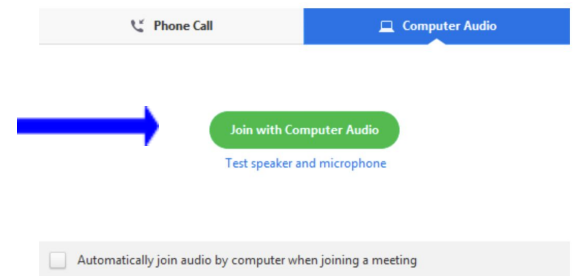 Phone Call
Computer Audio
Join with Computer Audio
Test speaker and microphone
Automatically join audio by computer when joining a meeting